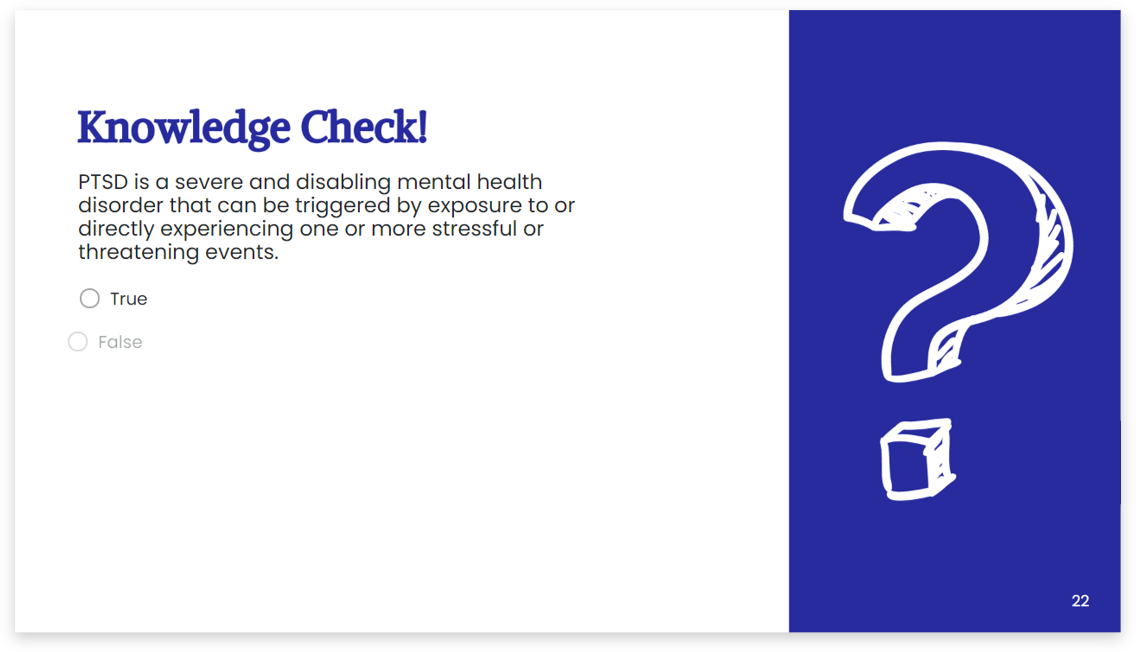 Knowledge Check!
PTSD is a severe and disabling mental health
disorder that can be triggered by exposure to or
directly experiencing one or more stressful or
threatening events.
True
False
22